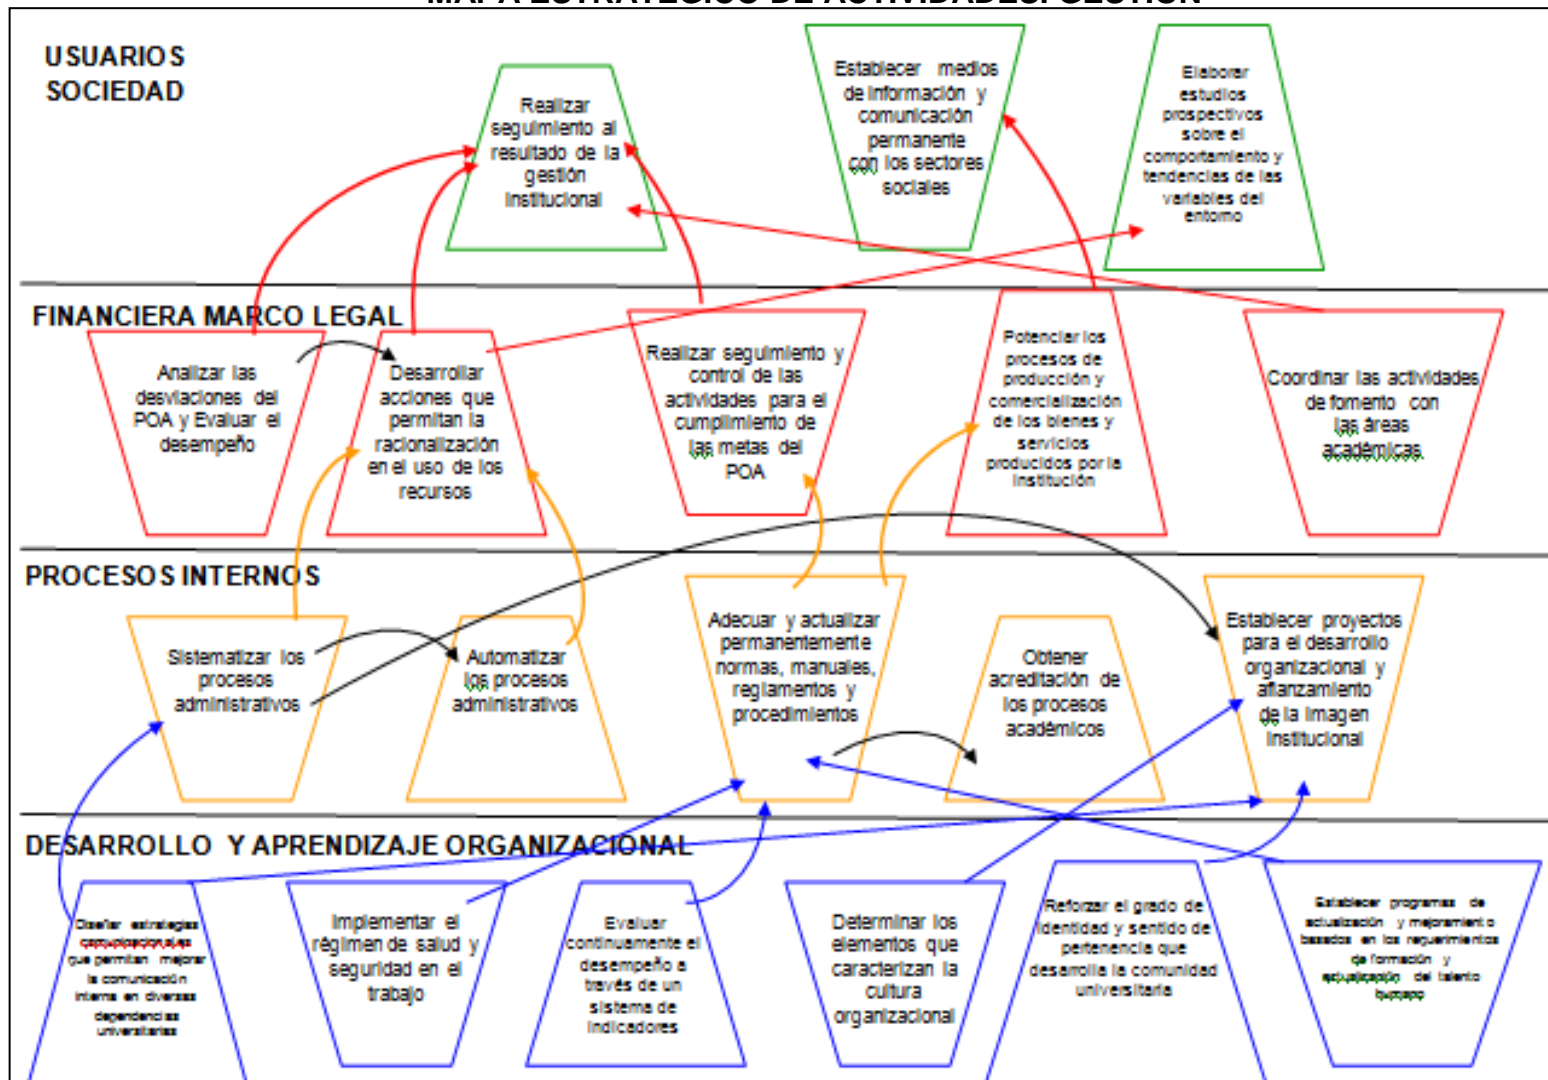 MAPA ESTRATEGICO DE ACTIVIDADES. GESTION
USUARIOS
SOCIEDAD
Realizar
seguimiento al
resultado de la
gestión
Institucional
Establecer medios
de información y
comunicación
permanente
con los sectores
sociales
Elaborar
estudios
prospectivos
sobre el
comportamiento y
tendencias de las
variables del
entorno
FINANCIERA MARCO LEGAL
Analizar las
desviaciones del
POA y Evaluar el
desempeño
Desarrollar
acciones que
permitan la
racionalización
en el uso de los
recursos
Realizar seguimiento y
control de las
actividades para el
cumplimiento de
las metas del
POA
Potenciar los
procesos de
producción y
comercialización
de los bienes y
servicios
producidos por la
Institución
Coordinar las actividades
de fomento con
las áreas
académicas.
PROCESOS INTERNOS
Sistematizar los
procesos
administrativos
Automatizar
los procesos
administrativos
Adecuar y actualizar
permanentemente
normas, manuales,
reglamentos y
procedimientos
Obtener
acreditación de
los procesos
académicos
Establecer proyectos
para el desarrollo
organizacional y
afianzamiento
de la Imagen
Institucional
DESARROLLO Y APRENDIZAJE ORGANIZACIONAL
Diseñar estrategias
comunicacionales
que permitan mejorar
la comunicación
interna en diversas
dependencias
universitarias
Implementar el
régimen de salud y
seguridad en el
trabajo
Evaluar
continuamente el
desempeño a
través de un
sistema de
Indicadores
Determinar los
elementos que
caracterizan la
cultura
organizacional
Reforzar el grado de
Identidad y sentido de
pertenencia que
desarrolla la comunidad
universitaria
Establecer programas de
actualización y mejoramiento
basados en los requerimientos
de formación y
actualización del talento
humano